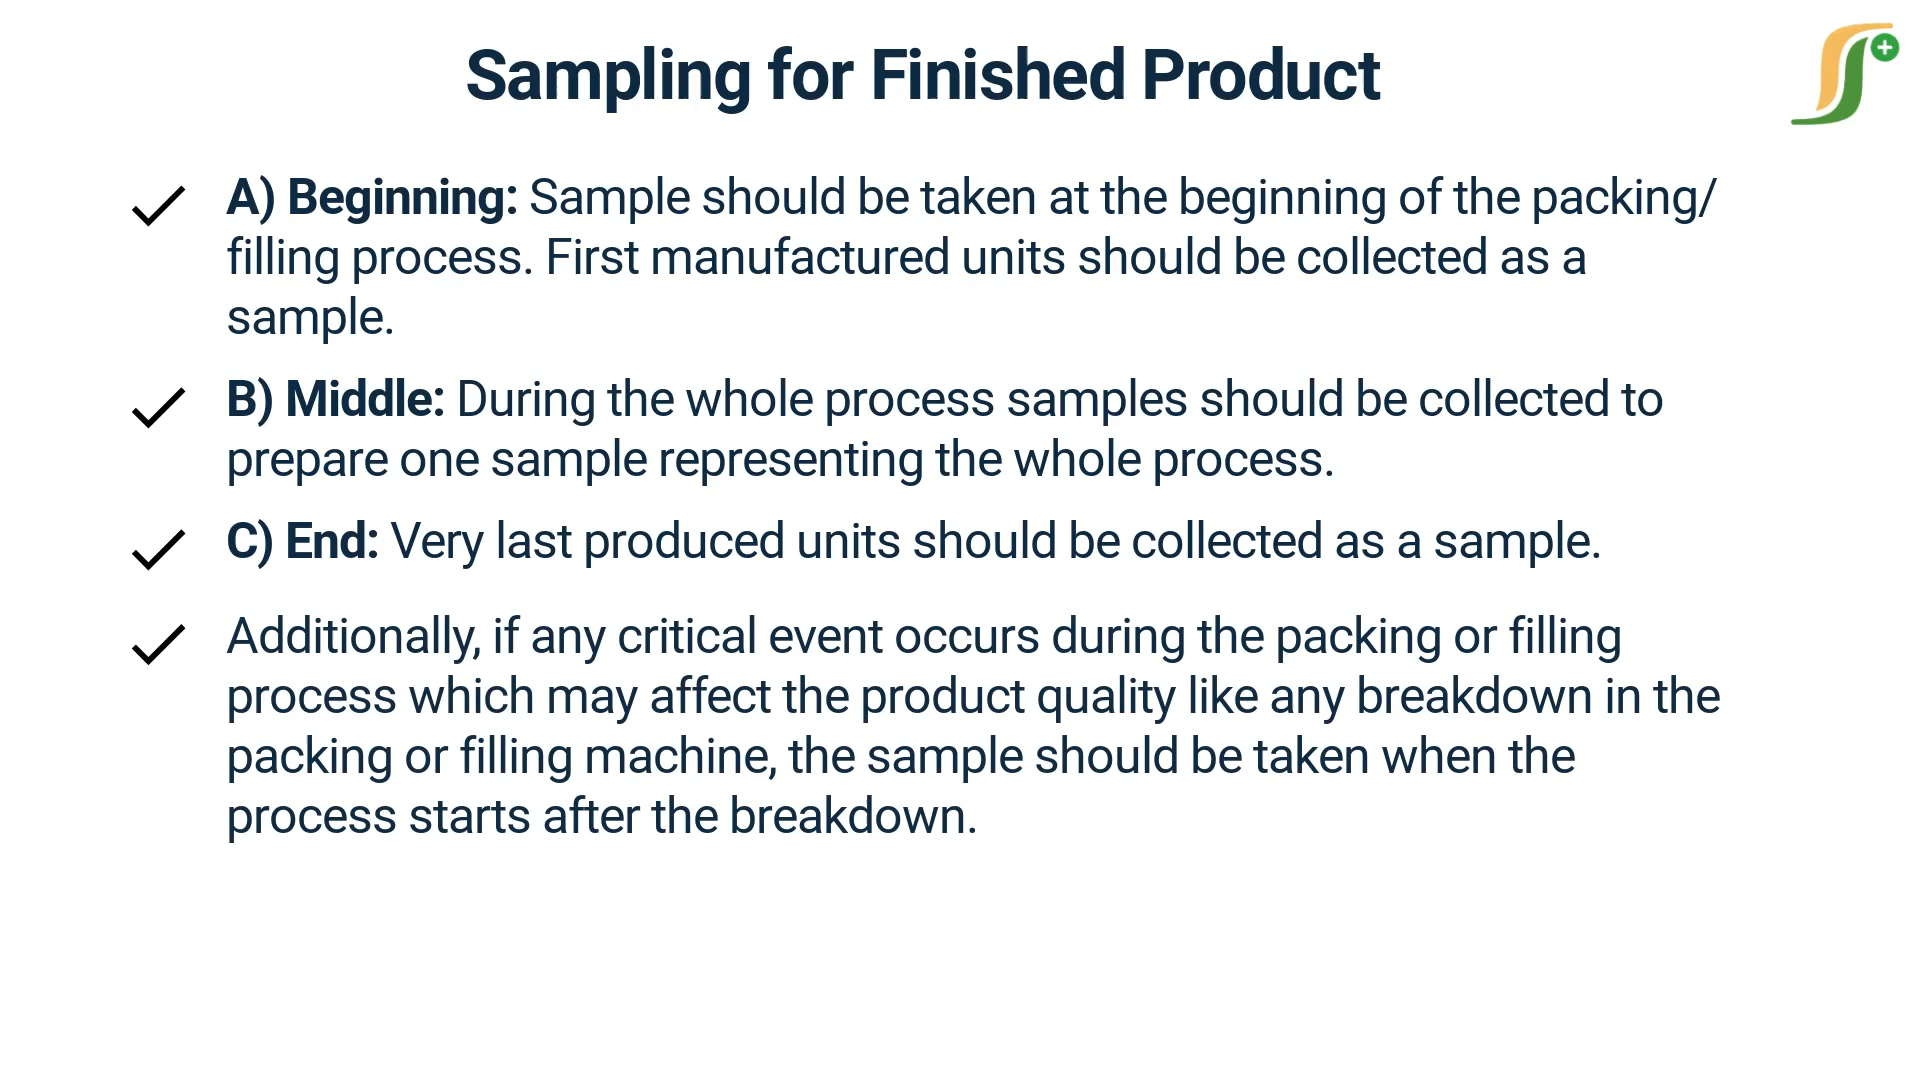 Sampling for Finished Product
A) Beginning: Sample should be taken at the beginning of the packing/
filling process. First manufactured units should be collected as a
sample.
B) Middle: During the whole process samples should be collected to
prepare one sample representing the whole process.
C) End: Very last produced units should be collected as a sample.
Additionally, if any critical event occurs during the packing or filling
process which may affect the product quality like any breakdown in the
packing or filling machine, the sample should be taken when the
process starts after the breakdown.